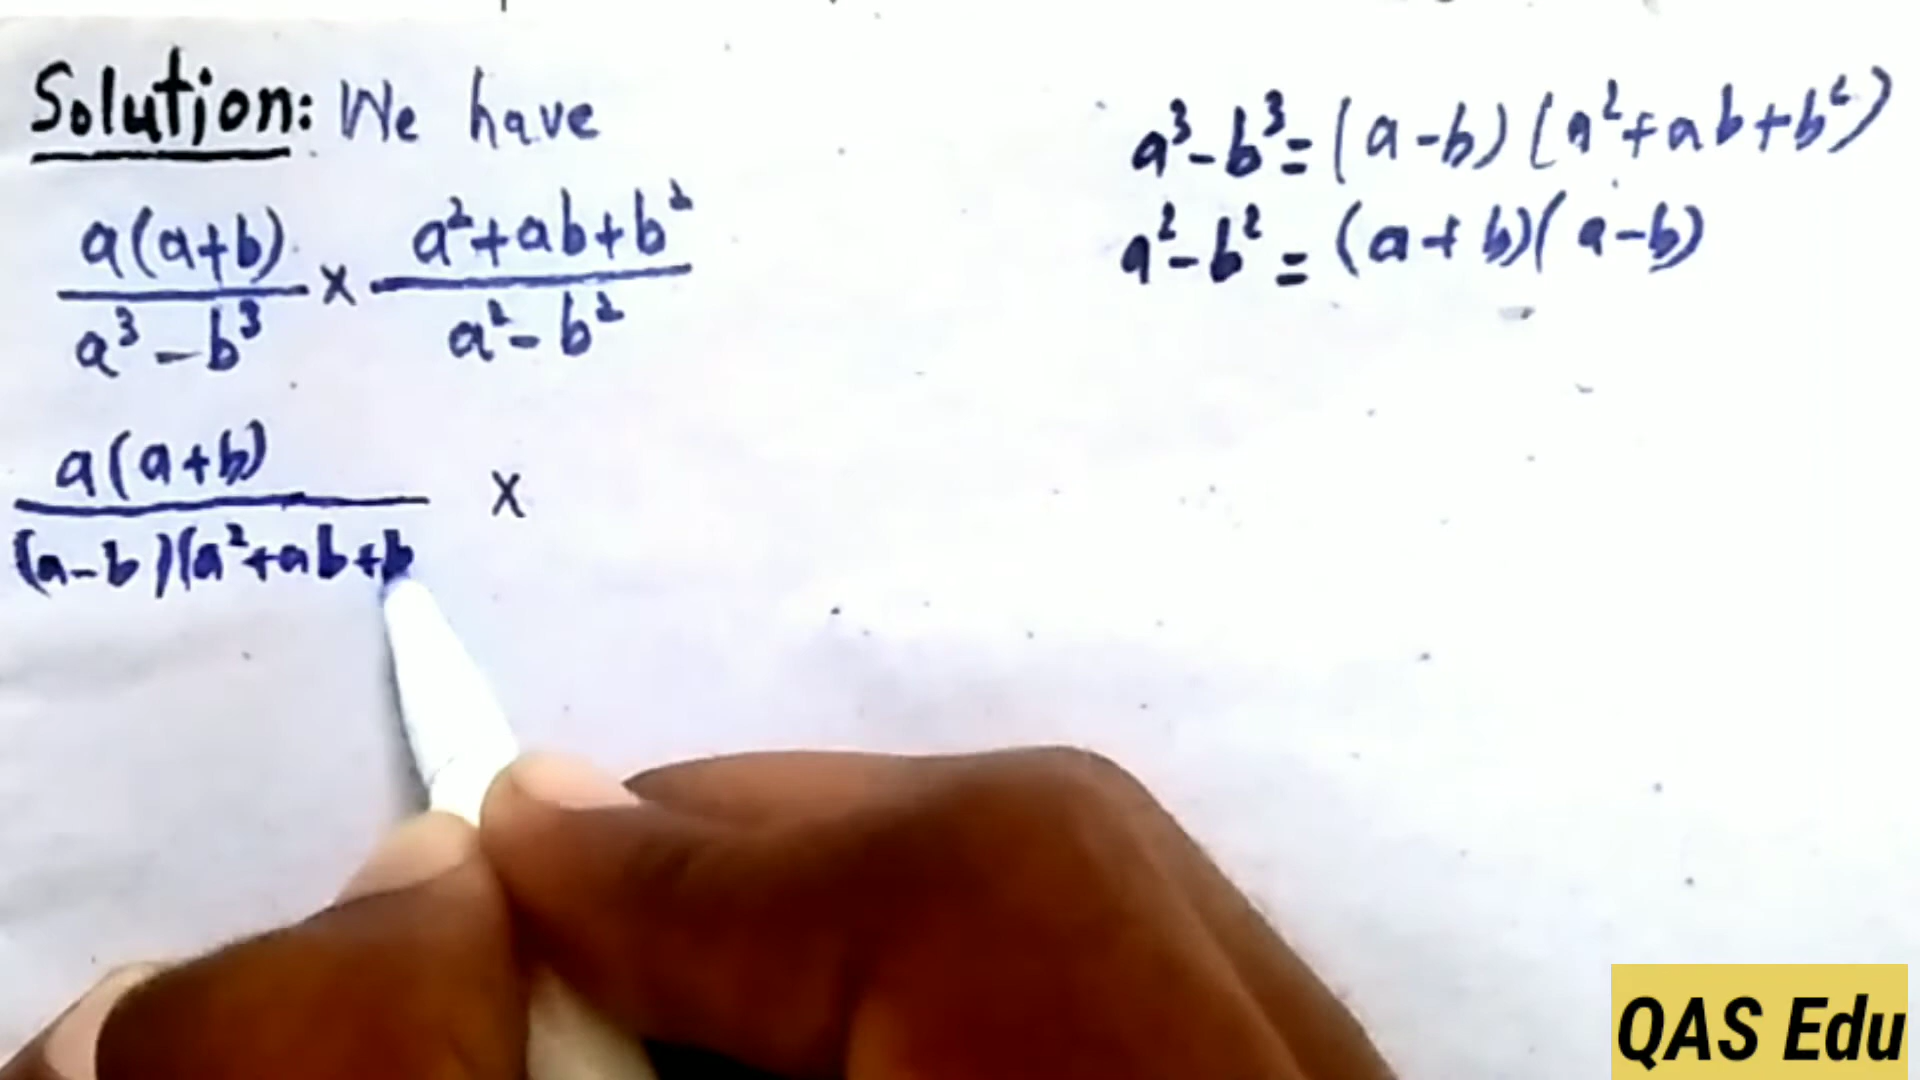 Solution: We have
a(a+b)/a³-b³ × a²+ab+b²/a²-b²
a(a+b)/(a-b)(a²+ab+b ×
a³-b³=(a-b)(a²+ab+b²)
a²-b²=(a+b)(a-b)
QAS Edu